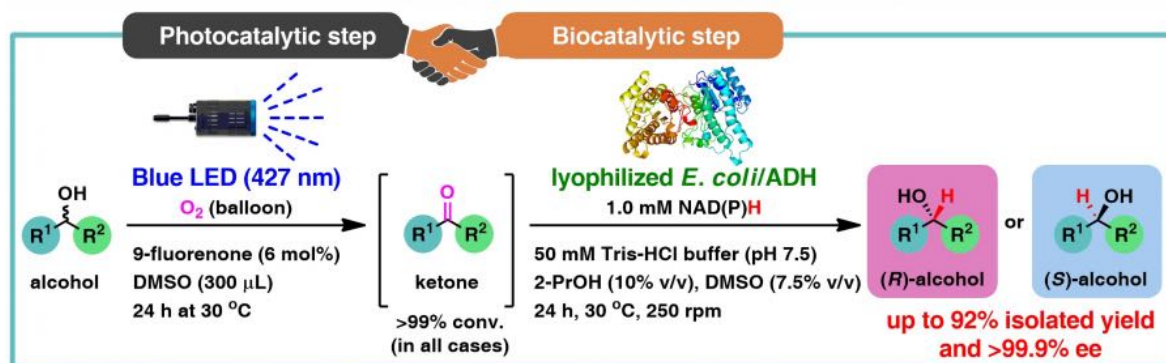 Photocatalytic step
Biocatalytic step
Blue LED (427 nm)
O₂ (balloon)
9-fluorenone (6 mol%)
DMSO (300 μL)
24 h at 30 °C
OH
R¹ R²
alcohol
O
R¹ R²
ketone
>99% conv.
(in all cases)
lyophilized E. coli/ADH
1.0 mM NAD(P)H
50 mM Tris-HCl buffer (pH 7.5)
2-PrOH (10% v/v), DMSO (7.5% v/v)
24 h, 30 °C, 250 rpm
HO H
R¹ R²
(R)-alcohol
or
H OH
R¹ R²
(S)-alcohol
up to 92% isolated yield
and >99.9% ee